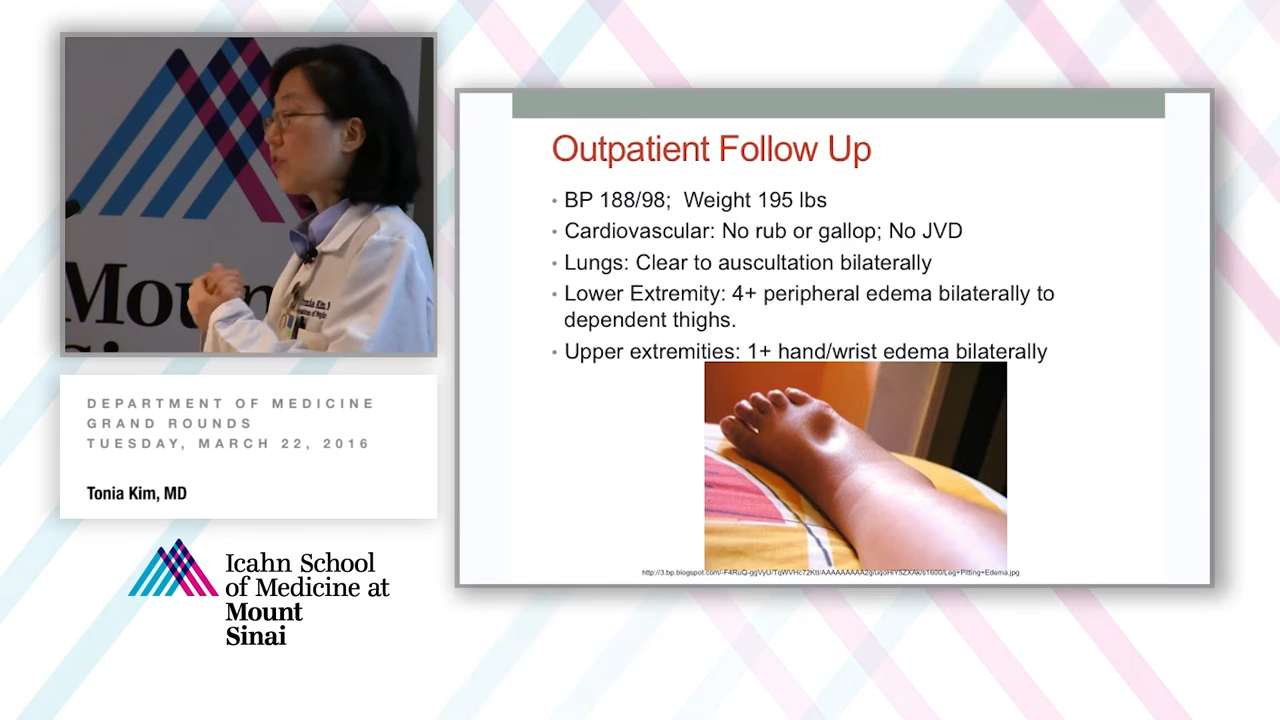 Mount
DEPARTMENT OF MEDICINE
GRAND ROUNDS
TUESDAY, MARCH 22, 2016
Tonia Kim, MD
Icahn School
of Medicine at
Mount
Sinai
Outpatient Follow Up
• BP 188/98; Weight 195 lbs
• Cardiovascular: No rub or gallop; No JVD
• Lungs: Clear to auscultation bilaterally
• Lower Extremity: 4+ peripheral edema bilaterally to
dependent thighs.
• Upper extremities: 1+ hand/wrist edema bilaterally